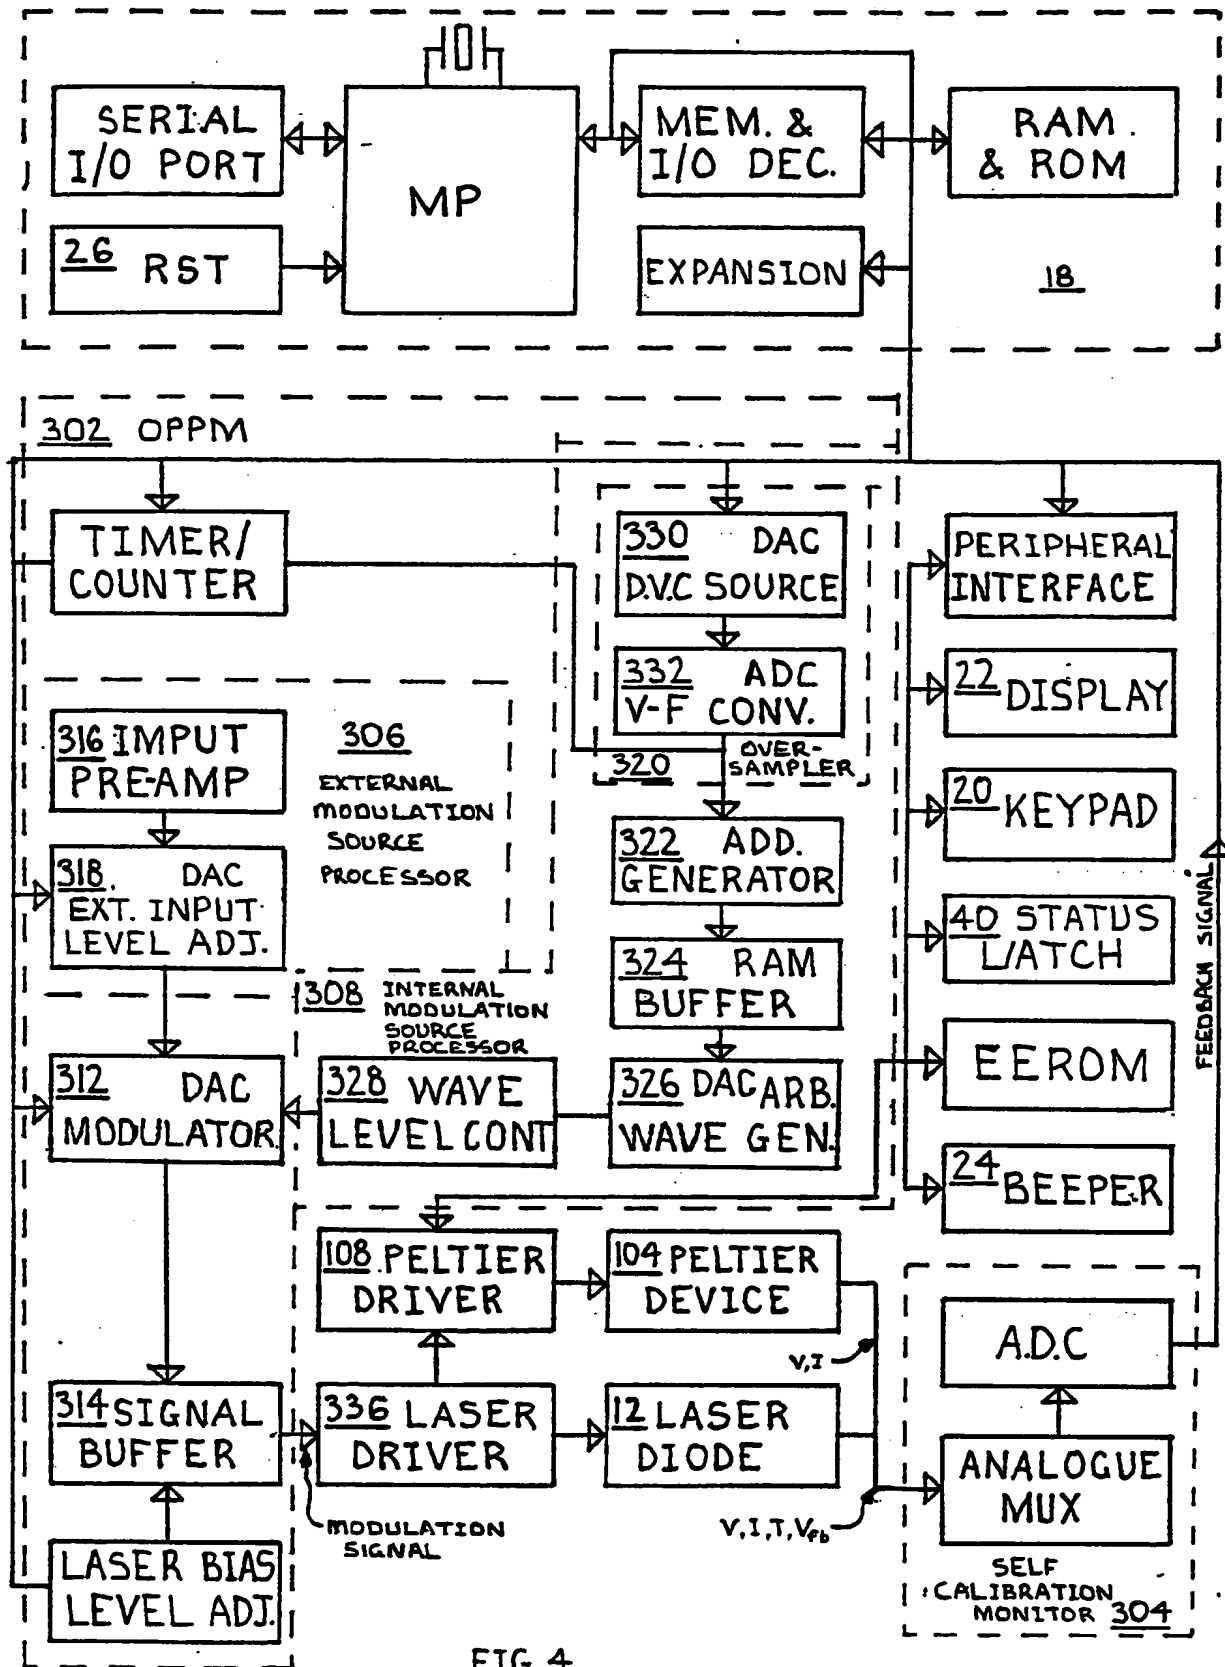 SERIAL
I/O PORT
MP
MEM. &
I/O DEC.
RAM.
& ROM
26 RST
EXPANSION
18
302 OPPM
TIMER/
COUNTER
330 DAC
D.V.C SOURCE
PERIPHERAL
INTERFACE
332 ADC
V-F CONV.
22 DISPLAY
316 IMPUT
PRE-AMP
306
EXTERNAL
MODULATION
SOURCE
PROCESSOR
320
OVER-
SAMPLER
20 KEYPAD
318. DAC
EXT. INPUT
LEVEL ADJ.
322 ADD.
GENERATOR
40 STATUS
L/ATCH
FEEDBACK SIGNAL
324 RAM
BUFFER
308 INTERNAL
MODULATION
SOURCE
PROCESSOR
312 DAC
MODULATOR.
328 WAVE
LEVEL CONT
326 DAC ARB.
WAVE GEN.
EEROM
24 BEEPER
108 PELTIER
DRIVER
104 PELTIER
DEVICE
V,I
A.D.C
314 SIGNAL
BUFFER
336 LASER
DRIVER
12 LASER
DIODE
ANALOGUE
MUX
MODULATION
SIGNAL
V,I,T,Vfb
LASER BIAS
LEVEL ADJ.
SELF
CALIBRATION
MONITOR 304
FIG 4